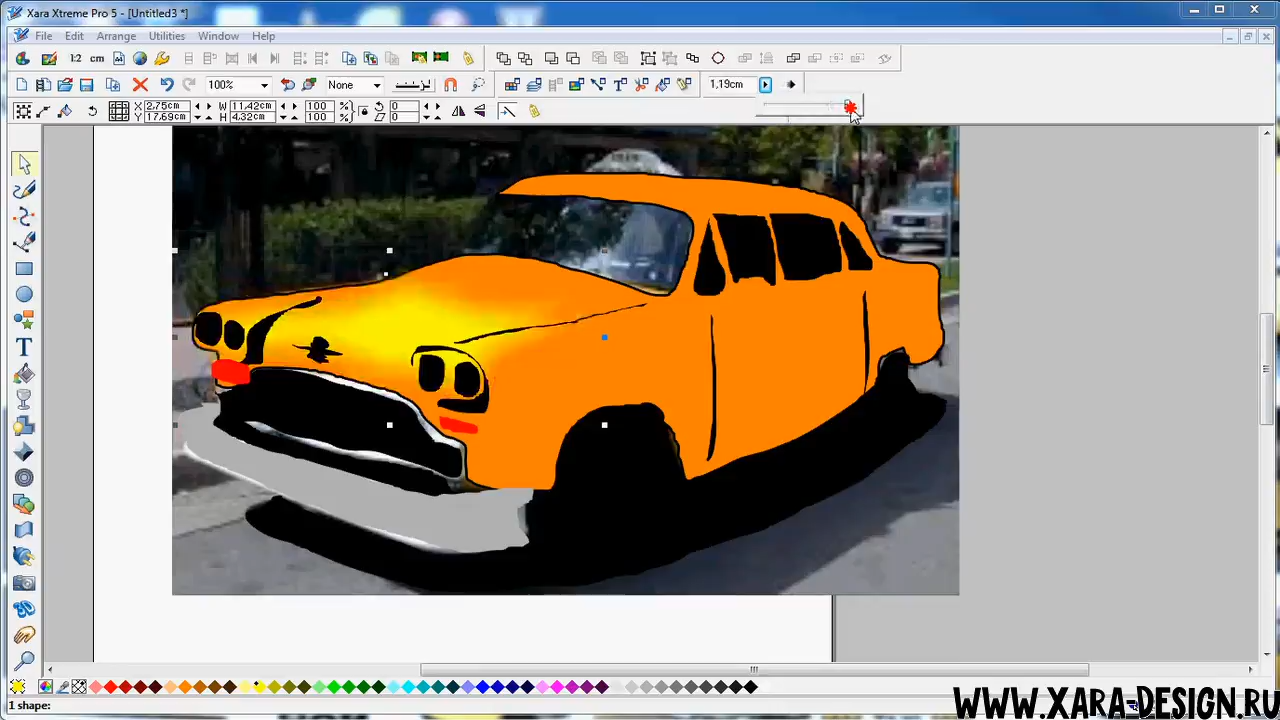 Xara Xtreme Pro 5 - [Untitled3 *]
File Edit Arrange Utilities Window Help
1:2 cm
100% None 1,19cm
X 2.75cm W 11.42cm 100 % 0
Y 17.69cm H 4.32cm 100 0
1 shape:
WWW.XARA-DESIGN.RU